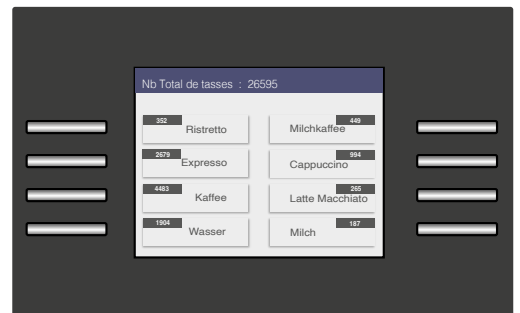 Nb Total de tasses : 26595
352 Ristretto
449 Milchkaffee
2679 Expresso
994 Cappuccino
4483 Kaffee
265 Latte Macchiato
1904 Wasser
187 Milch